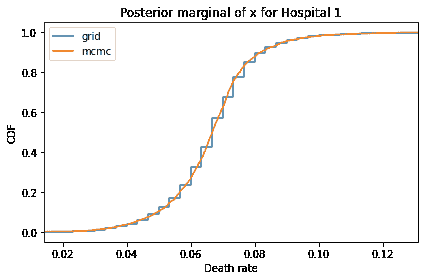 Posterior marginal of x for Hospital 1
grid
mcmc
CDF
1.0
0.8
0.6
0.4
0.2
0.0
0.02 0.04 0.06 0.08 0.10 0.12
Death rate